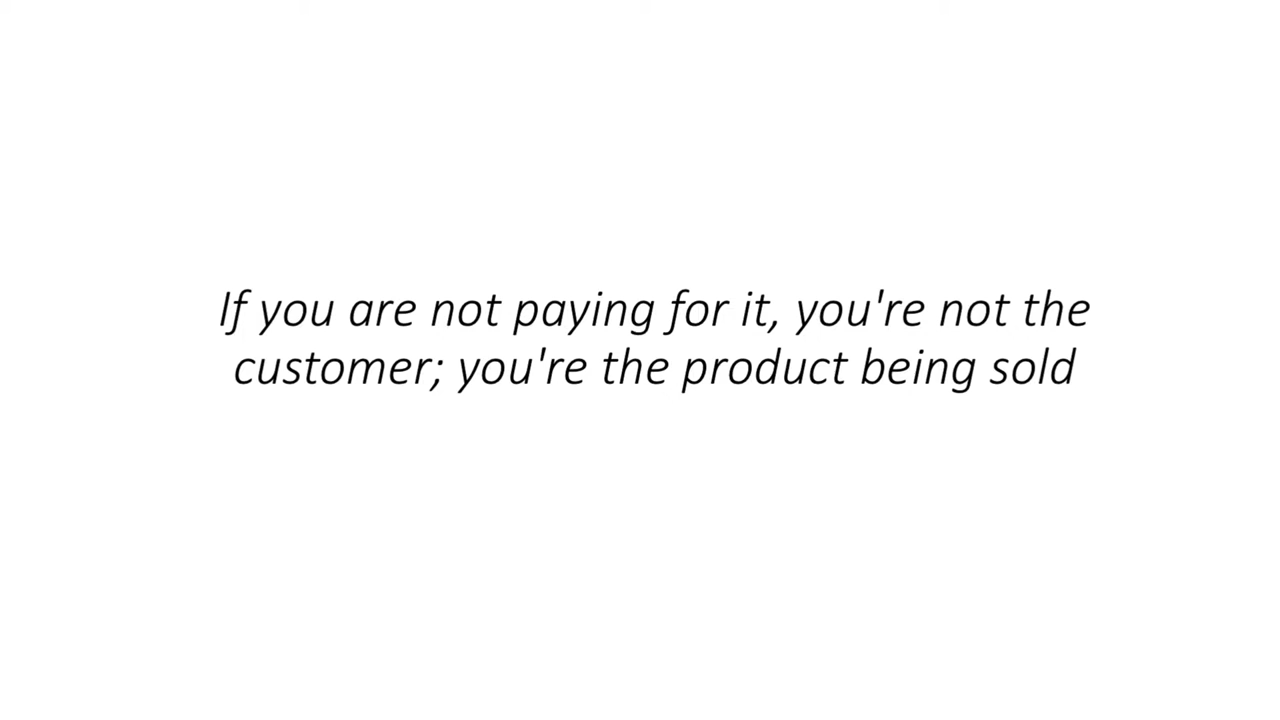 If you are not paying for it, you're not the
customer; you're the product being sold